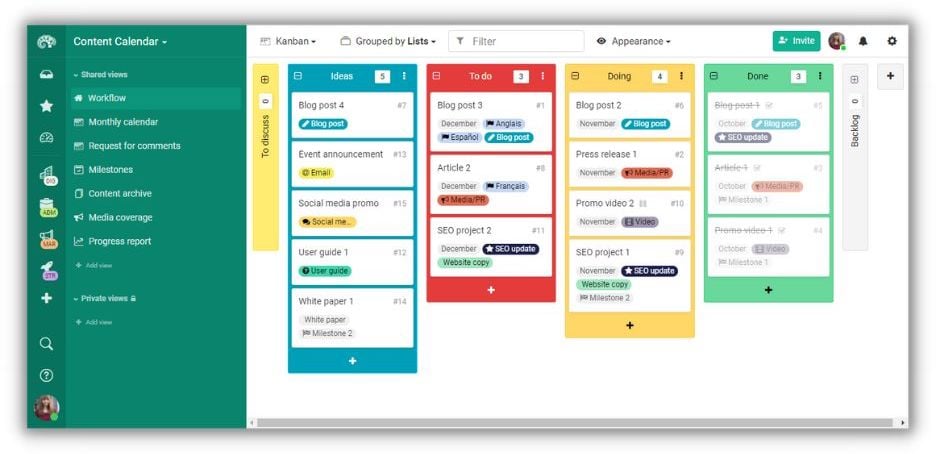 Content Calendar
Kanban
Grouped by Lists
Filter
Appearance
Invite
Shared views
Workflow
Monthly calendar
Request for comments
Milestones
Content archive
Media coverage
Progress report
Add view
Private views
Add view
DIG
ADM
MAR
STR
To discuss 0
Ideas 5
Blog post 4 #7
Blog post
Event announcement #13
Email
Social media promo #15
Social me...
User guide 1 #12
User guide
White paper 1 #14
White paper
Milestone 2
To do 3
Blog post 3 #1
December Anglais
Español Blog post
Article 2 #8
December Français
Media/PR
SEO project 2 #11
December SEO update
Website copy
Doing 4
Blog post 2 #6
November Blog post
Press release 1 #2
November Media/PR
Promo video 2 #10
November Video
SEO project 1 #9
November SEO update
Website copy
Milestone 2
Done 3
Blog post 1 #5
October Blog post
SEO update
Article 1 #3
October Media/PR
Milestone 1
Promo video 1 #4
October Video
Milestone 1
Backlog 0